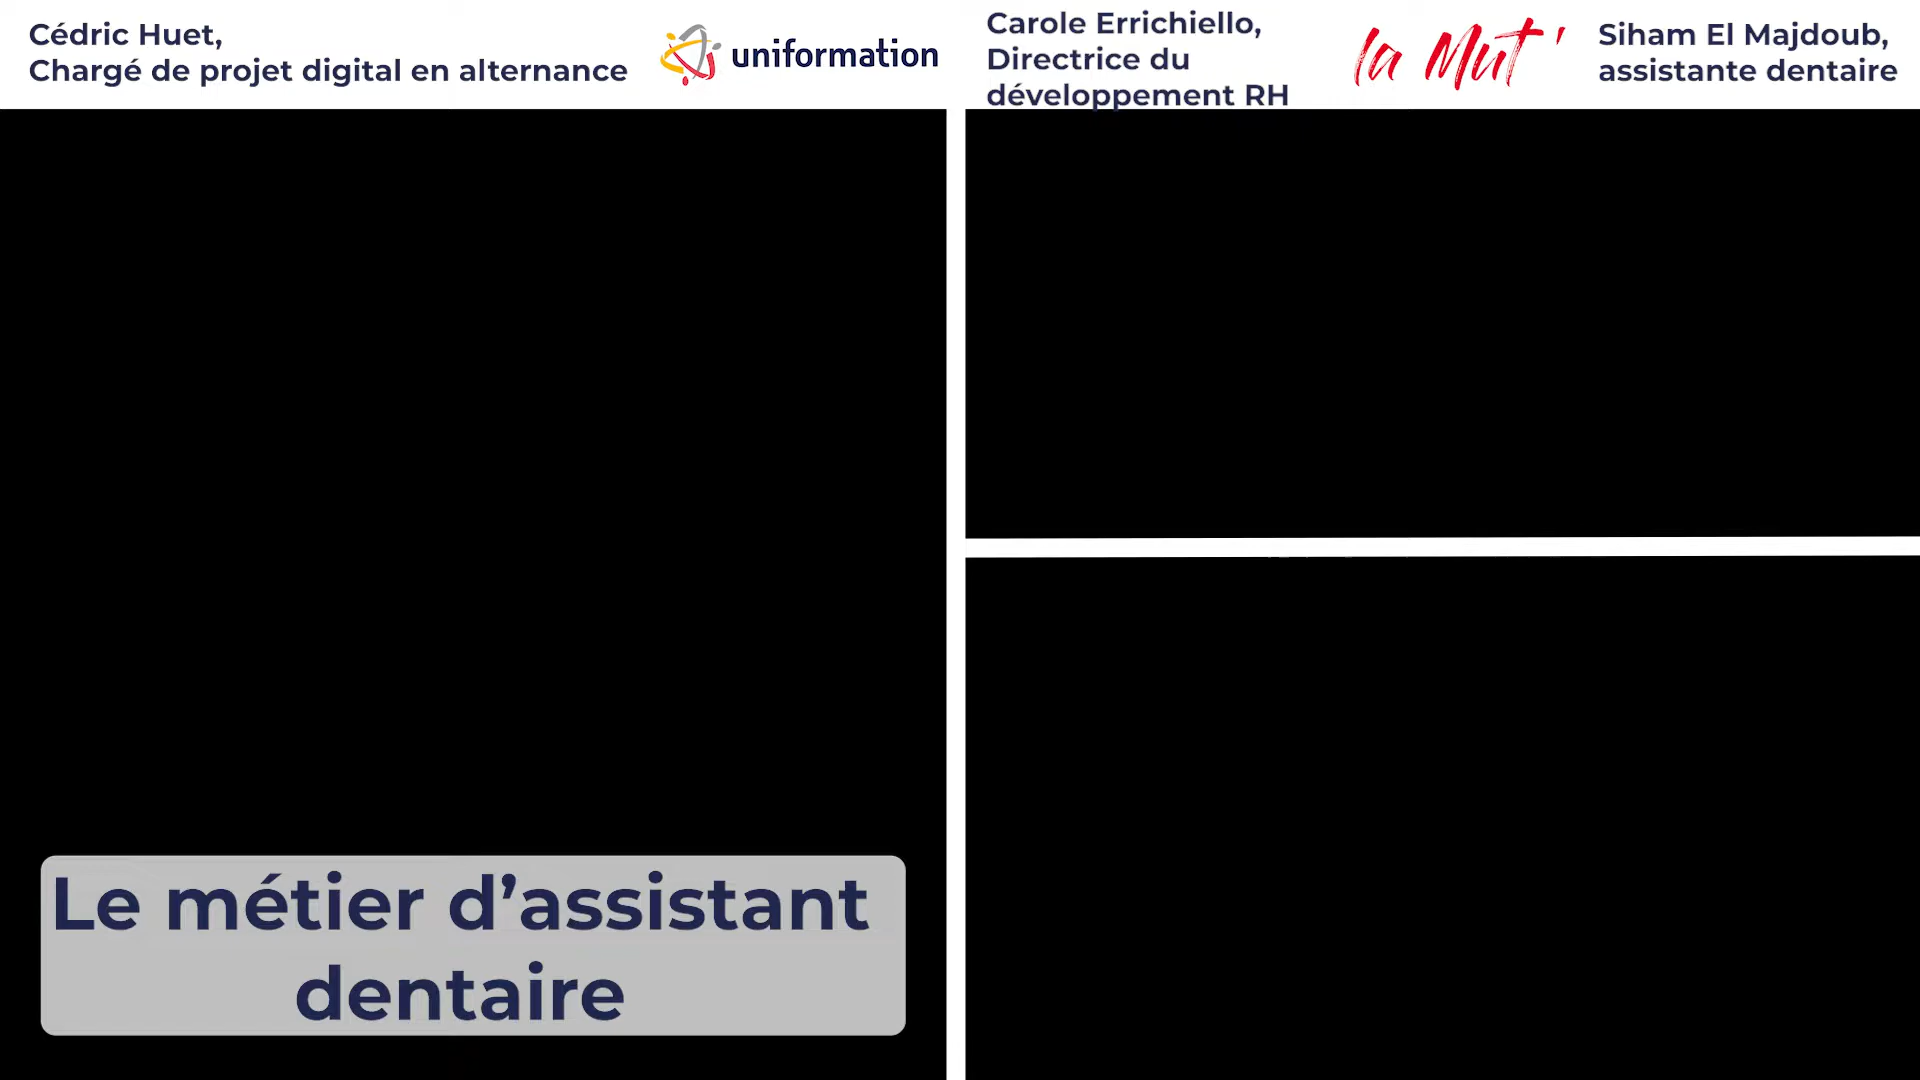 Cédric Huet,
Chargé de projet digital en alternance
uniformation
Carole Errichiello,
Directrice du
développement RH
la Mut'
Siham El Majdoub,
assistante dentaire
Le métier d’assistant
dentaire